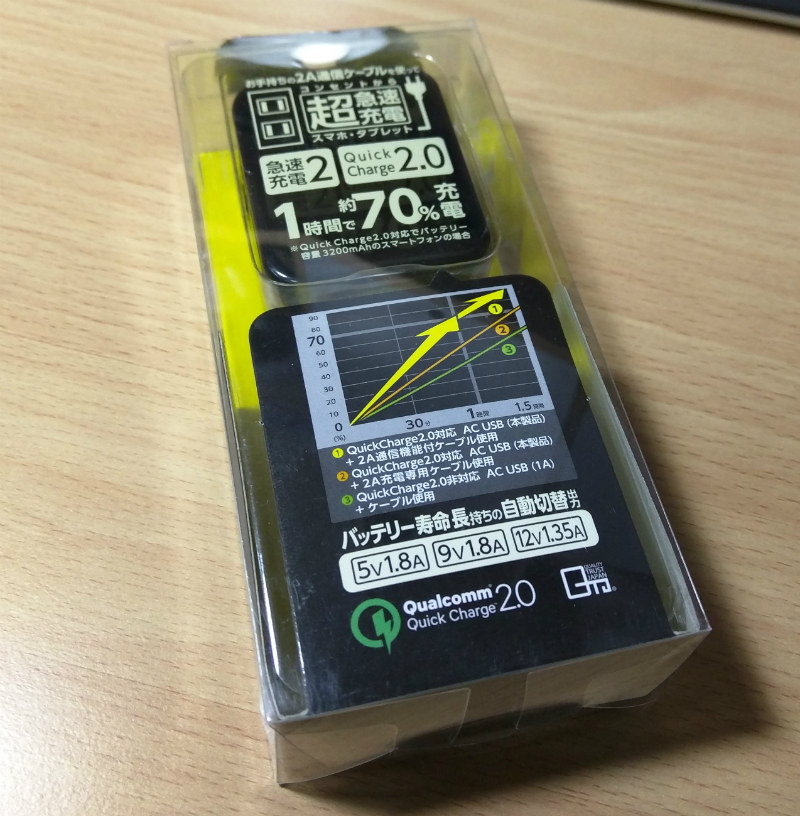 お手持ちの2A通信ケーブルを使って
コンセントから
超急速充電
スマホ・タブレット
急速充電2
Quick Charge 2.0
1時間で約70%充電
※Quick Charge2.0対応でバッテリー
容量3200mAhのスマートフォンの場合
90
80
70
60
50
40
30
20
10
0
(%)
1
2
3
30分
1時間
1.5時間
1 QuickCharge2.0対応 AC USB (本製品)
+ 2A通信機能付ケーブル使用
2 QuickCharge2.0対応 AC USB (本製品)
+ 2A充電専用ケーブル使用
3 QuickCharge2.0非対応 AC USB (1A)
+ ケーブル使用
バッテリー寿命長持ちの自動切替出力
5V1.8A 9V1.8A 12V1.35A
Qualcomm
Quick Charge 2.0
QUALITY
TRUST
JAPAN